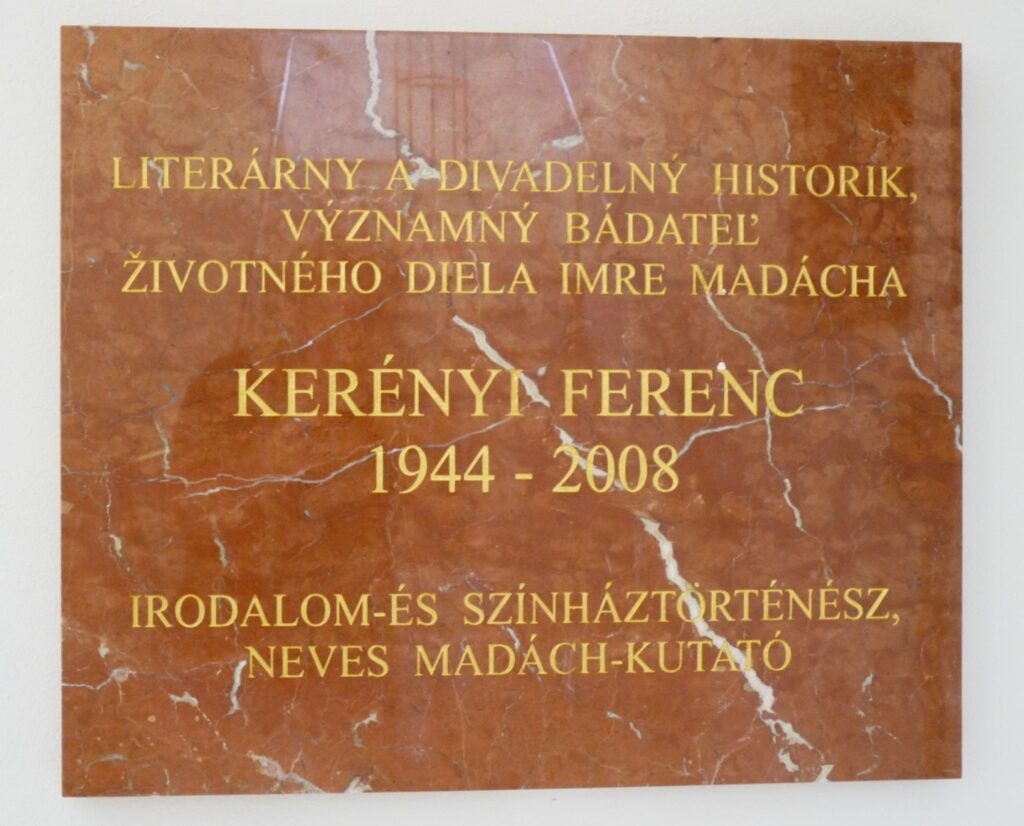 LITERÁRNY A DIVADELNÝ HISTORIK,
VÝZNAMNÝ BÁDATEĽ
ŽIVOTNÉHO DIELA IMRE MADÁCHA
KERÉNYI FERENC
1944 - 2008
IRODALOM-ÉS SZÍNHÁZTÖRTÉNÉSZ,
NEVES MADÁCH-KUTATÓ